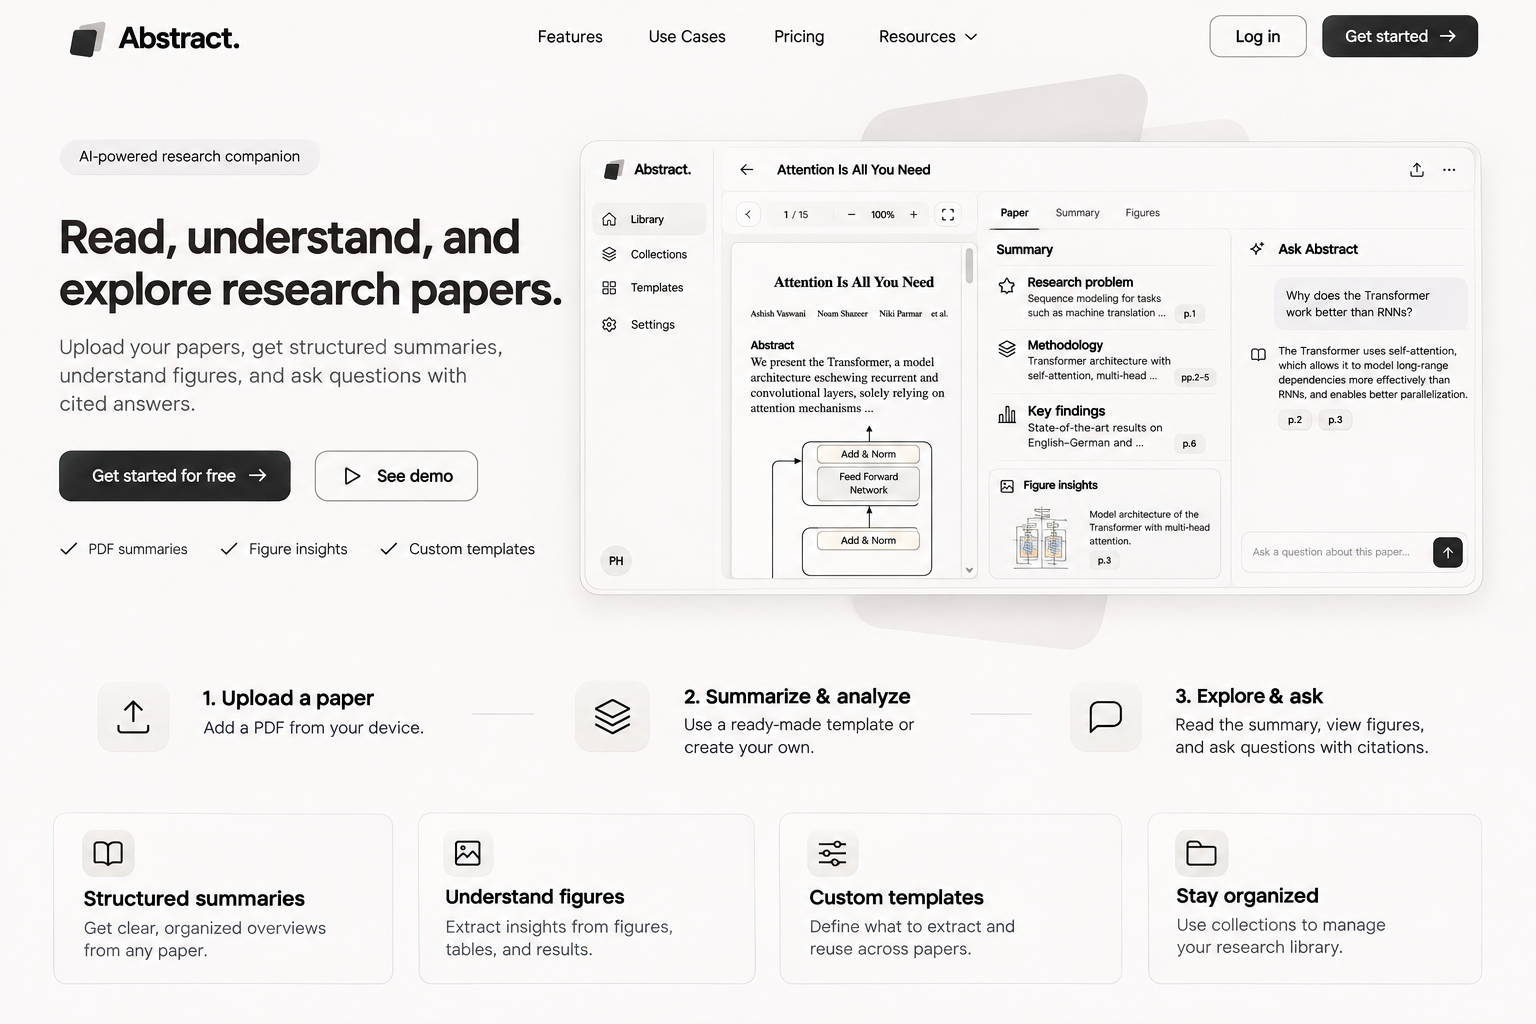 Abstract.
Features
Use Cases
Pricing
Resources
Log in
Get started
AI-powered research companion
Read, understand, and
explore research papers.
Upload your papers, get structured summaries,
understand figures, and ask questions with
cited answers.
Get started for free
See demo
PDF summaries
Figure insights
Custom templates
Abstract.
Library
Collections
Templates
Settings
PH
Attention Is All You Need
1 / 15
100%
Attention Is All You Need
Ashish Vaswani Noam Shazeer Niki Parmar et al.
Abstract
We present the Transformer, a model
architecture eschewing recurrent and
convolutional layers, solely relying on
attention mechanisms ...
Add & Norm
Feed Forward
Network
Add & Norm
Paper
Summary
Figures
Summary
Research problem
Sequence modeling for tasks
such as machine translation ...
p.1
Methodology
Transformer architecture with
self-attention, multi-head ...
pp.2–5
Key findings
State-of-the-art results on
English–German and ...
p.6
Figure insights
Model architecture of the
Transformer with multi-head
attention.
p.3
Ask Abstract
Why does the Transformer
work better than RNNs?
The Transformer uses self-attention,
which allows it to model long-range
dependencies more effectively than
RNNs, and enables better parallelization.
p.2
p.3
Ask a question about this paper...
1. Upload a paper
Add a PDF from your device.
2. Summarize & analyze
Use a ready-made template or
create your own.
3. Explore & ask
Read the summary, view figures,
and ask questions with citations.
Structured summaries
Get clear, organized overviews
from any paper.
Understand figures
Extract insights from figures,
tables, and results.
Custom templates
Define what to extract and
reuse across papers.
Stay organized
Use collections to manage
your research library.